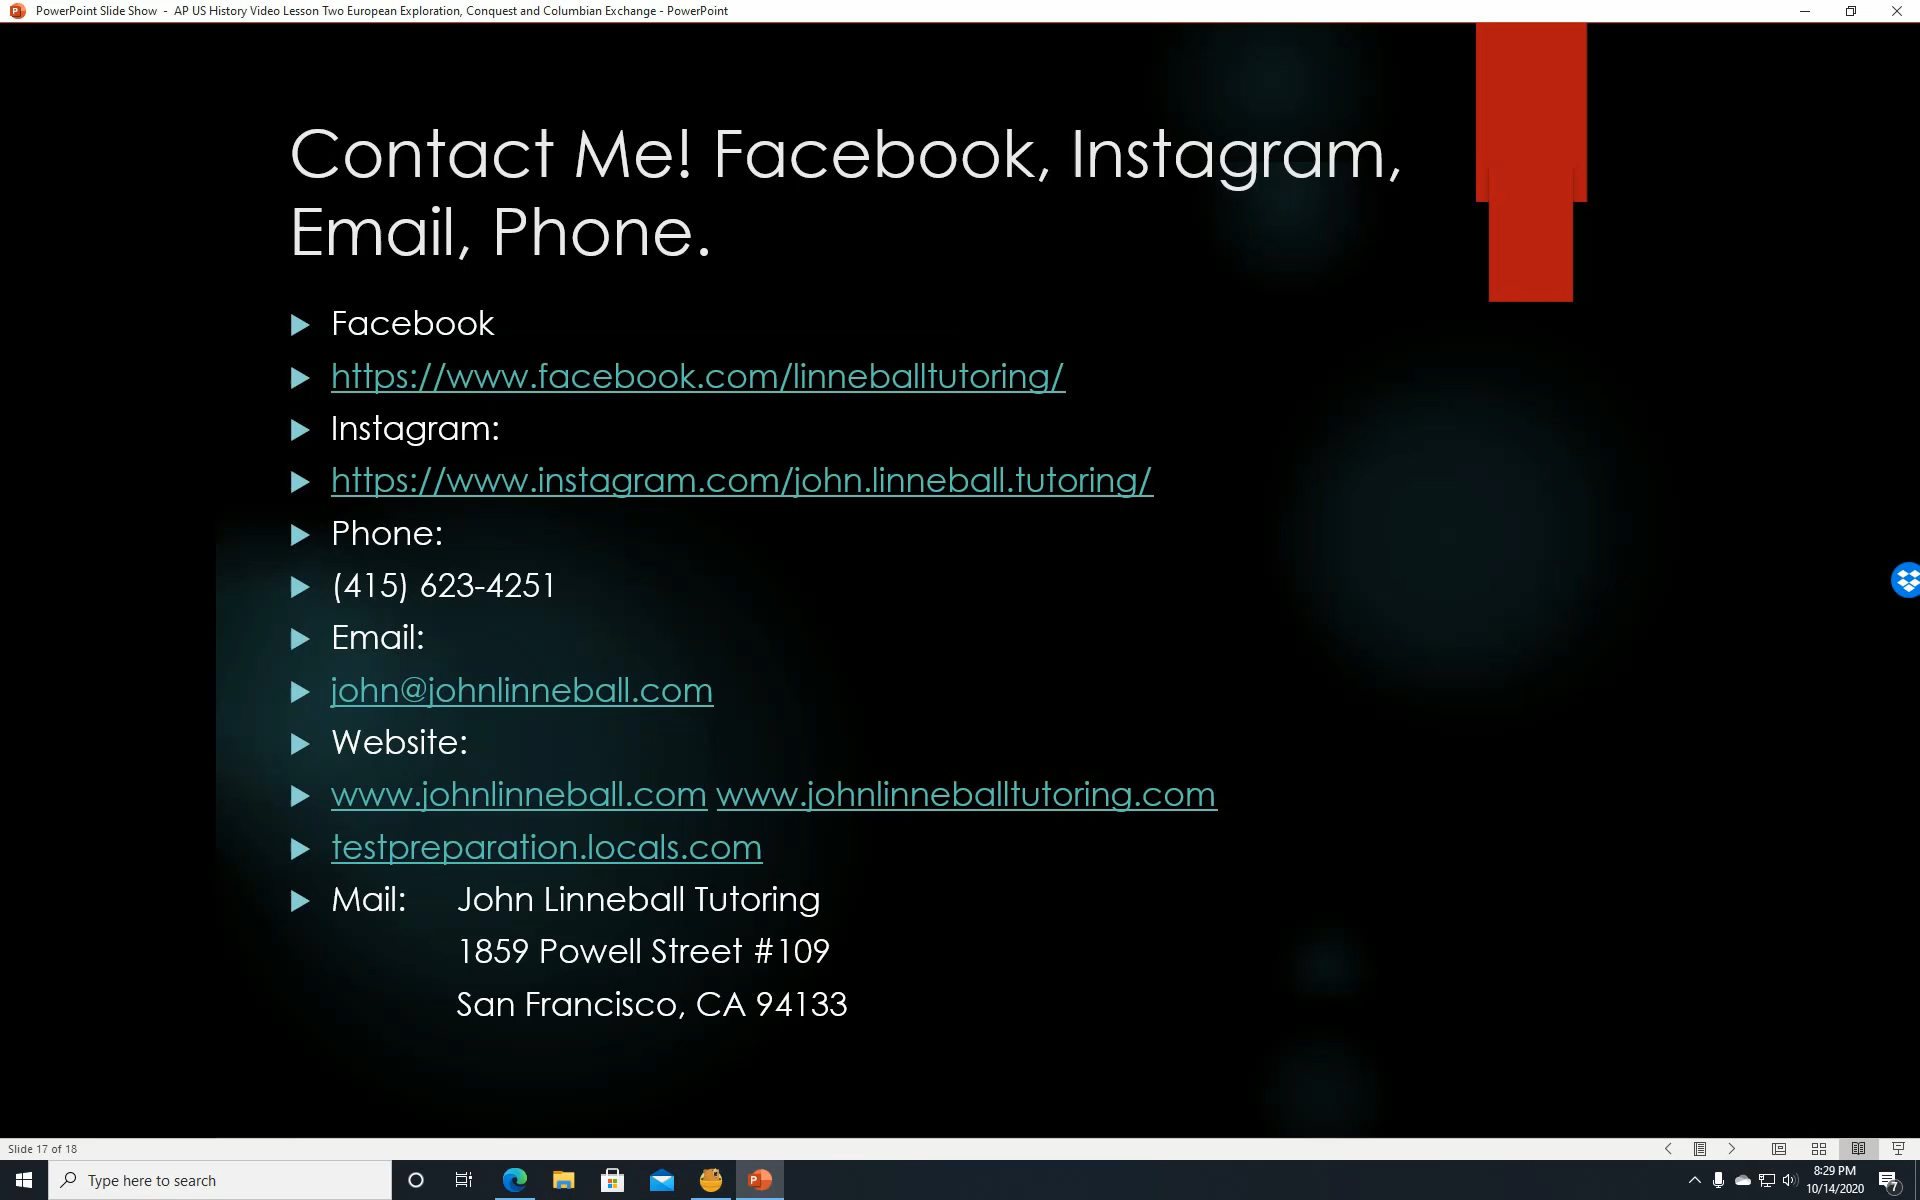 PowerPoint Slide Show - AP US History Video Lesson Two European Exploration, Conquest and Columbian Exchange - PowerPoint
Contact Me! Facebook, Instagram,
Email, Phone.
Facebook
https://www.facebook.com/linneballtutoring/
Instagram:
https://www.instagram.com/john.linneball.tutoring/
Phone:
(415) 623-4251
Email:
john@johnlinneball.com
Website:
www.johnlinneball.com www.johnlinneballtutoring.com
testpreparation.locals.com
Mail: John Linneball Tutoring
1859 Powell Street #109
San Francisco, CA 94133
Slide 17 of 18
Type here to search
8:29 PM
10/14/2020
7